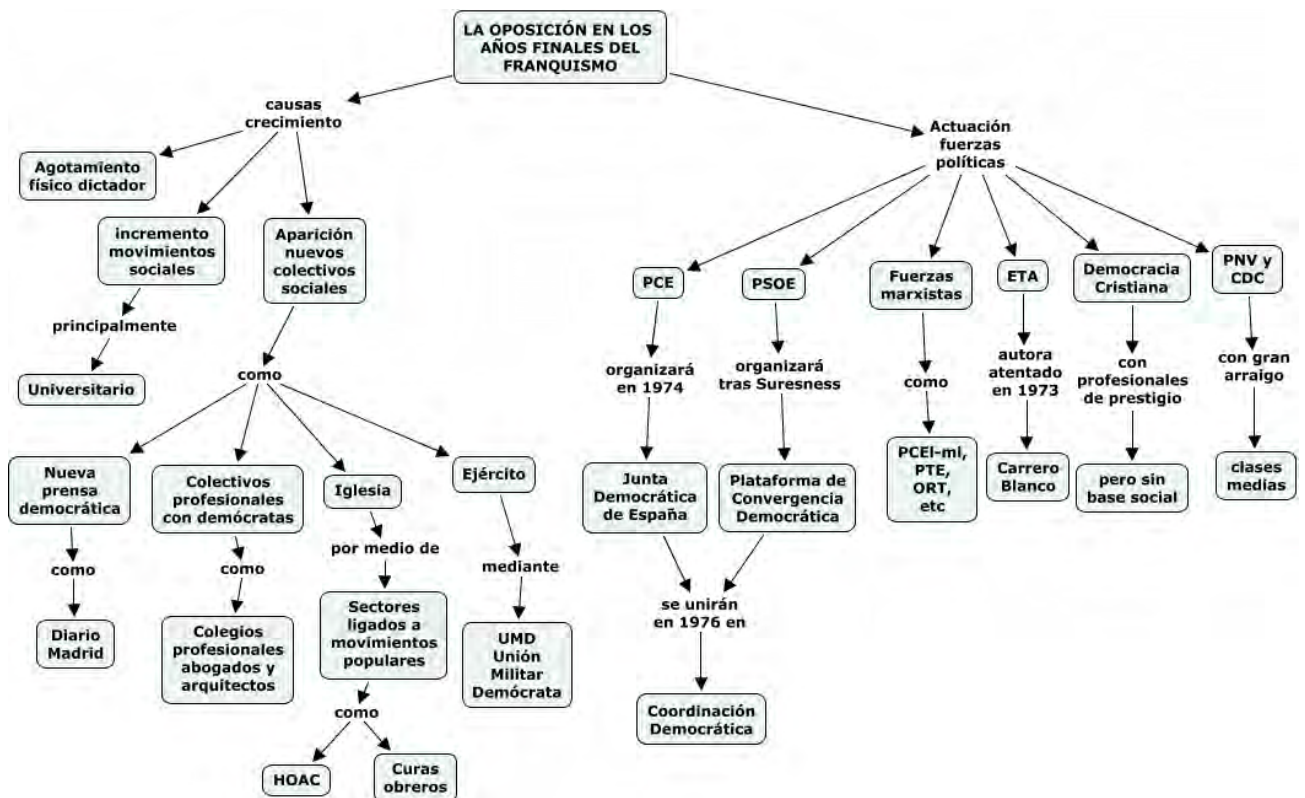 LA OPOSICIÓN EN LOS
AÑOS FINALES DEL
FRANQUISMO
causas
crecimiento
Agotamiento
físico dictador
incremento
movimientos
sociales
principalmente
Universitario
Aparición
nuevos
colectivos
sociales
como
Nueva
prensa
democrática
como
Diario
Madrid
Colectivos
profesionales
con demócratas
como
Colegios
profesionales
abogados y
arquitectos
Iglesia
por medio de
Sectores
ligados a
movimientos
populares
como
HOAC
Curas
obreros
Ejército
mediante
UMD
Unión
Militar
Demócrata
Actuación
fuerzas
políticas
PCE
organizará
en 1974
Junta
Democrática
de España
PSOE
organizará
tras Suresness
Plataforma de
Convergencia
Democrática
se unirán
en 1976 en
Coordinación
Democrática
Fuerzas
marxistas
como
PCEI-ml,
PTE,
ORT,
etc
ETA
autora
atentado
en 1973
Carrero
Blanco
Democracia
Cristiana
con
profesionales
de prestigio
pero sin
base social
PNV y
CDC
con gran
arraigo
clases
medias